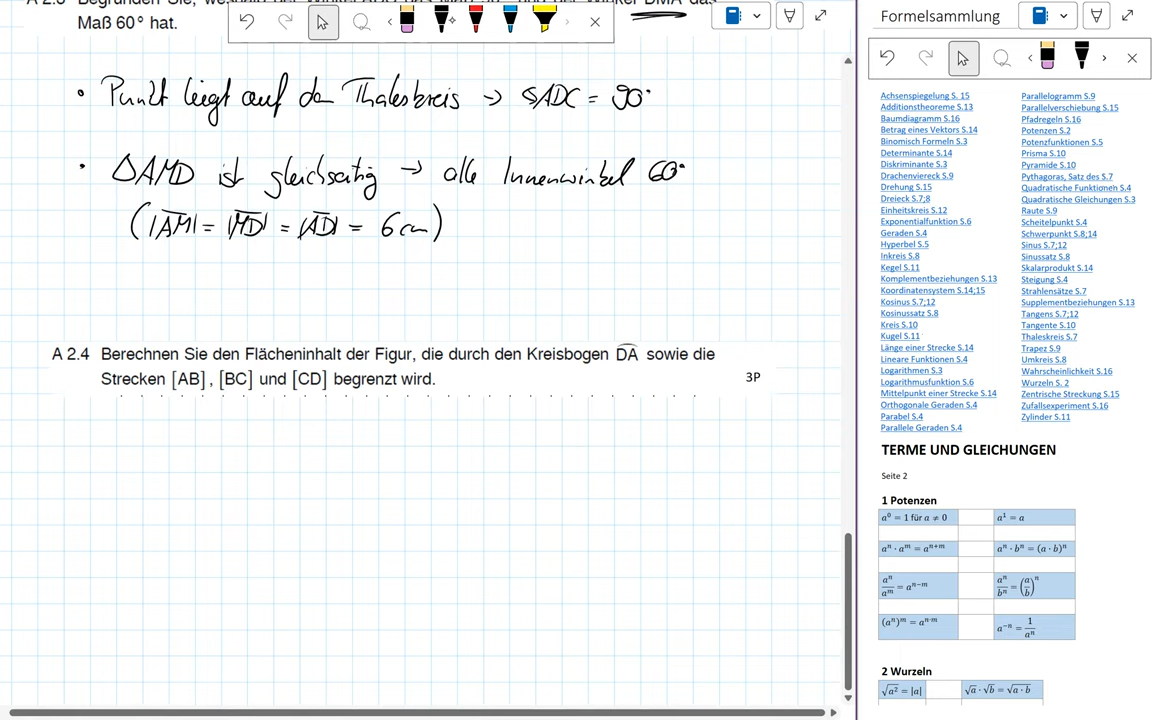 Maß 60° hat.
• Punkt liegt auf dem Thaleskreis → ∢ADC = 90°
• ΔAMD ist gleichseitig → alle Innenwinkel 60°
(|AM| = |MD| = |AD| = 6cm)
A 2.4 Berechnen Sie den Flächeninhalt der Figur, die durch den Kreisbogen DA sowie die
Strecken [AB], [BC] und [CD] begrenzt wird. 3P
Formelsammlung
Achsenspiegelung S. 15
Additionstheoreme S.13
Baumdiagramm S.16
Betrag eines Vektors S.14
Binomisch Formeln S.3
Determinante S.14
Diskriminante S.3
Drachenviereck S.9
Drehung S.15
Dreieck S.7;8
Einheitskreis S.12
Exponentialfunktion S.6
Geraden S.4
Hyperbel S.5
Inkreis S.8
Kegel S.11
Komplementbeziehungen S.13
Koordinatensystem S.14;15
Kosinus S.7;12
Kosinussatz S.8
Kreis S.10
Kugel S.11
Länge einer Strecke S.14
Lineare Funktionen S.4
Logarithmen S.3
Logarithmusfunktion S.6
Mittelpunkt einer Strecke S.14
Orthogonale Geraden S.4
Parabel S.4
Parallele Geraden S.4
Parallelogramm S.9
Parallelverschiebung S.15
Pfadregeln S.16
Potenzen S.2
Potenzfunktionen S.5
Prisma S.10
Pyramide S.10
Pythagoras, Satz des S.7
Quadratische Funktionen S.4
Quadratische Gleichungen S.3
Raute S.9
Scheitelpunkt S.4
Schwerpunkt S.8;14
Sinus S.7;12
Sinussatz S.8
Skalarprodukt S.14
Steigung S.4
Strahlensätze S.7
Supplementbeziehungen S.13
Tangens S.7;12
Tangente S.10
Thaleskreis S.7
Trapez S.9
Umkreis S.8
Wahrscheinlichkeit S.16
Wurzeln S. 2
Zentrische Streckung S.15
Zufallsexperiment S.16
Zylinder S.11
TERME UND GLEICHUNGEN
Seite 2
1 Potenzen
a⁰ = 1 für a ≠ 0 a¹ = a
aⁿ · aᵐ = aⁿ⁺ᵐ aⁿ · bⁿ = (a · b)ⁿ
aⁿ/aᵐ = aⁿ⁻ᵐ aⁿ/bⁿ = (a/b)ⁿ
(aⁿ)ᵐ = aⁿ·ᵐ a⁻ⁿ = 1/aⁿ
2 Wurzeln
√a² = |a| √a · √b = √a · b